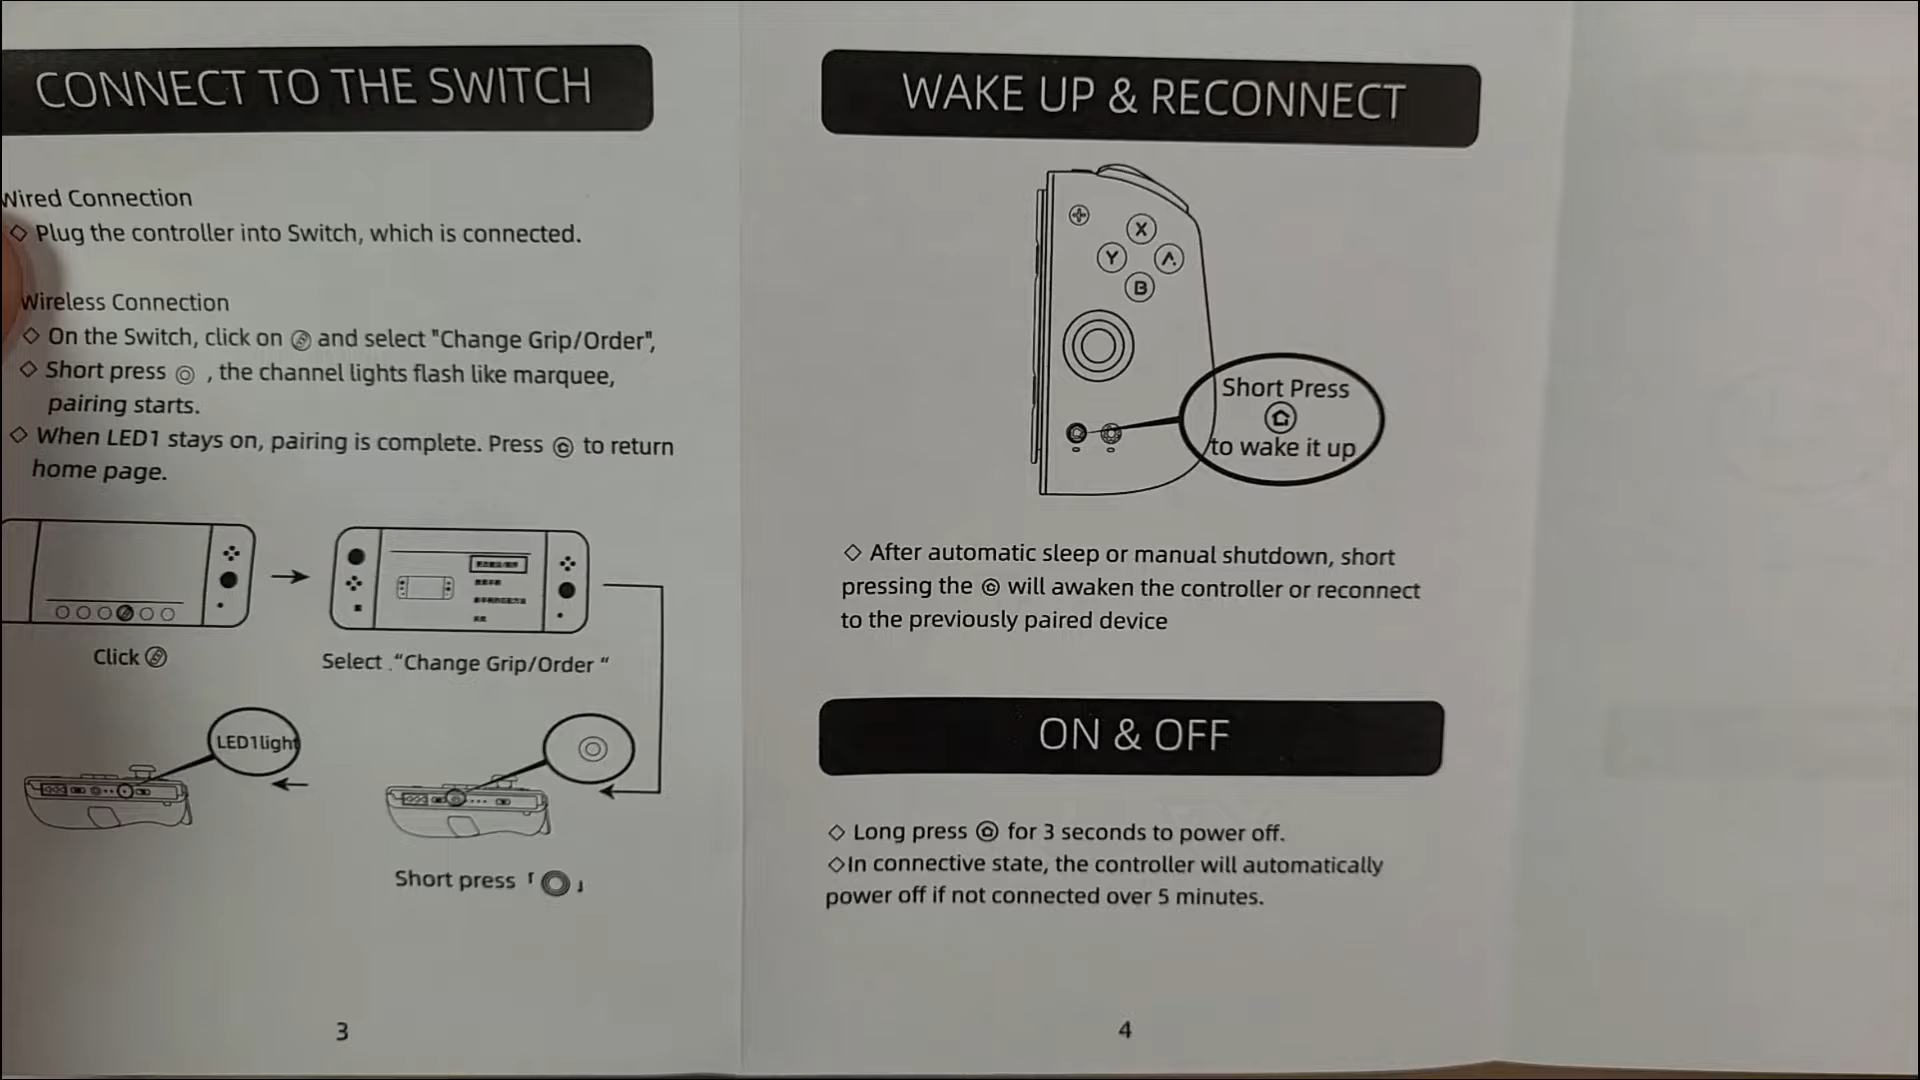 CONNECT TO THE SWITCH
Wired Connection
◇ Plug the controller into Switch, which is connected.
Wireless Connection
◇ On the Switch, click on and select "Change Grip/Order",
◇ Short press ◎ , the channel lights flash like marquee,
pairing starts.
◇ When LED1 stays on, pairing is complete. Press to return
home page.
Click
Select .“Change Grip/Order “
LED1light
Short press「◎」
3
WAKE UP & RECONNECT
X
Y A
B
Short Press
to wake it up
◇ After automatic sleep or manual shutdown, short
pressing the will awaken the controller or reconnect
to the previously paired device
ON & OFF
◇ Long press for 3 seconds to power off.
◇In connective state, the controller will automatically
power off if not connected over 5 minutes.
4